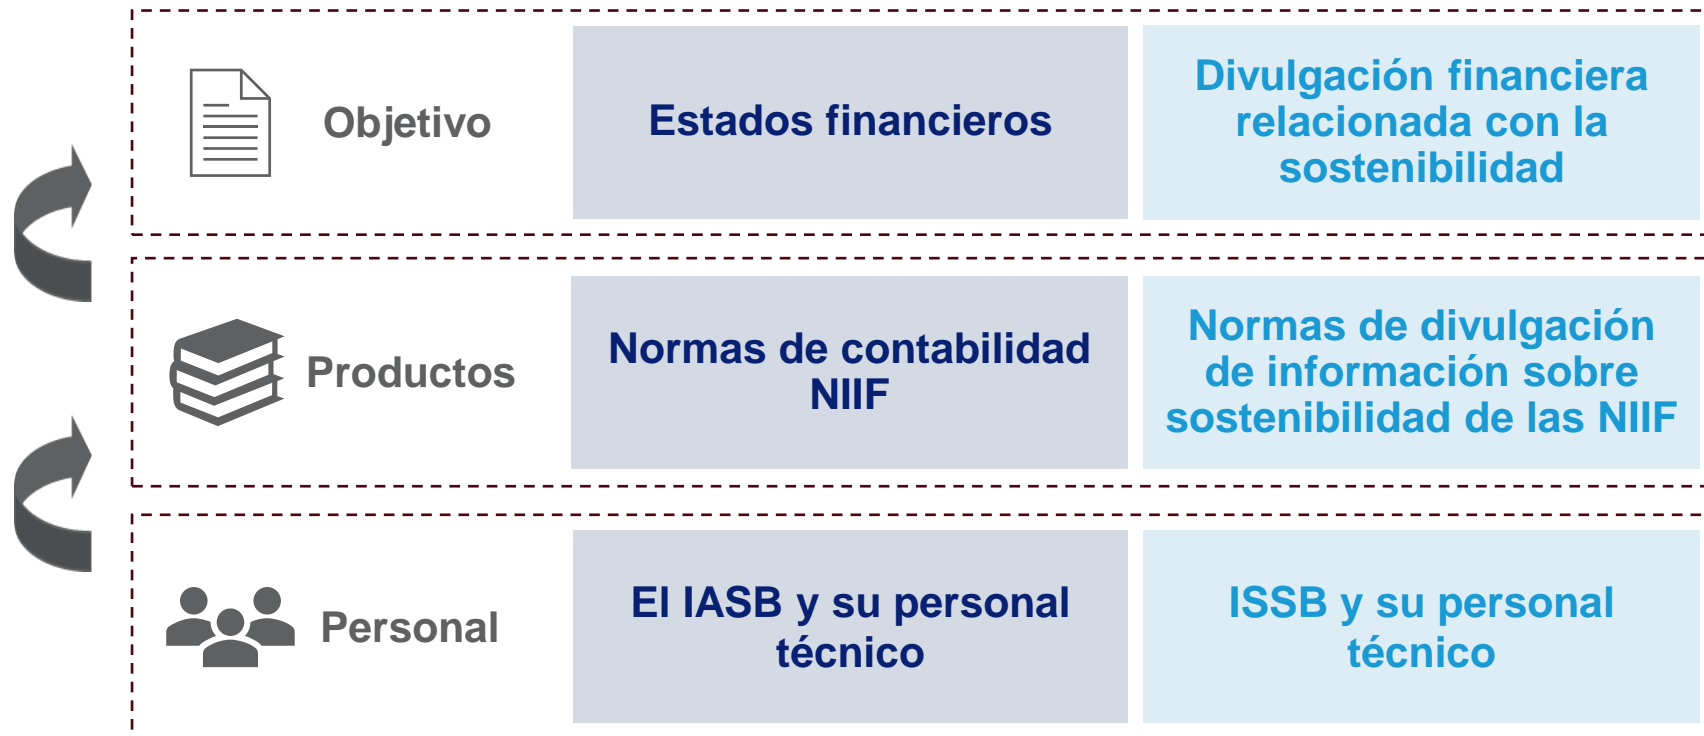 Objetivo
Estados financieros
Divulgación financiera
relacionada con la
sostenibilidad
Productos
Normas de contabilidad
NIIF
Normas de divulgación
de información sobre
sostenibilidad de las NIIF
Personal
El IASB y su personal
técnico
ISSB y su personal
técnico